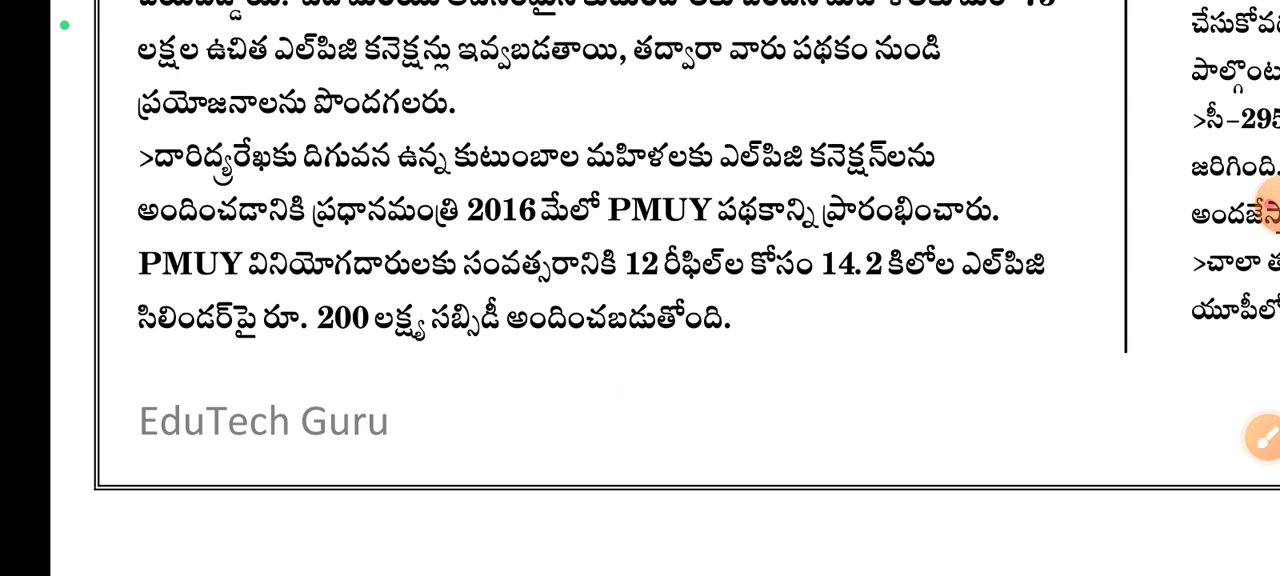 లక్షల ఉచిత ఎల్‌పిజి కనెక్షన్లు ఇవ్వబడతాయి, తద్వారా వారు పథకం నుండి
ప్రయోజనాలను పొందగలరు.
>దారిద్ర్యరేఖకు దిగువన ఉన్న కుటుంబాల మహిళలకు ఎల్‌పిజి కనెక్షన్‌లను
అందించడానికి ప్రధానమంత్రి 2016 మేలో PMUY పథకాన్ని ప్రారంభించారు.
PMUY వినియోగదారులకు సంవత్సరానికి 12 రీఫిల్‌ల కోసం 14.2 కిలోల ఎల్‌పిజి
సిలిండర్‌పై రూ. 200 లక్ష్య సబ్సిడీ అందించబడుతోంది.
EduTech Guru
>సీ-295
జరిగింది.
>చాలా